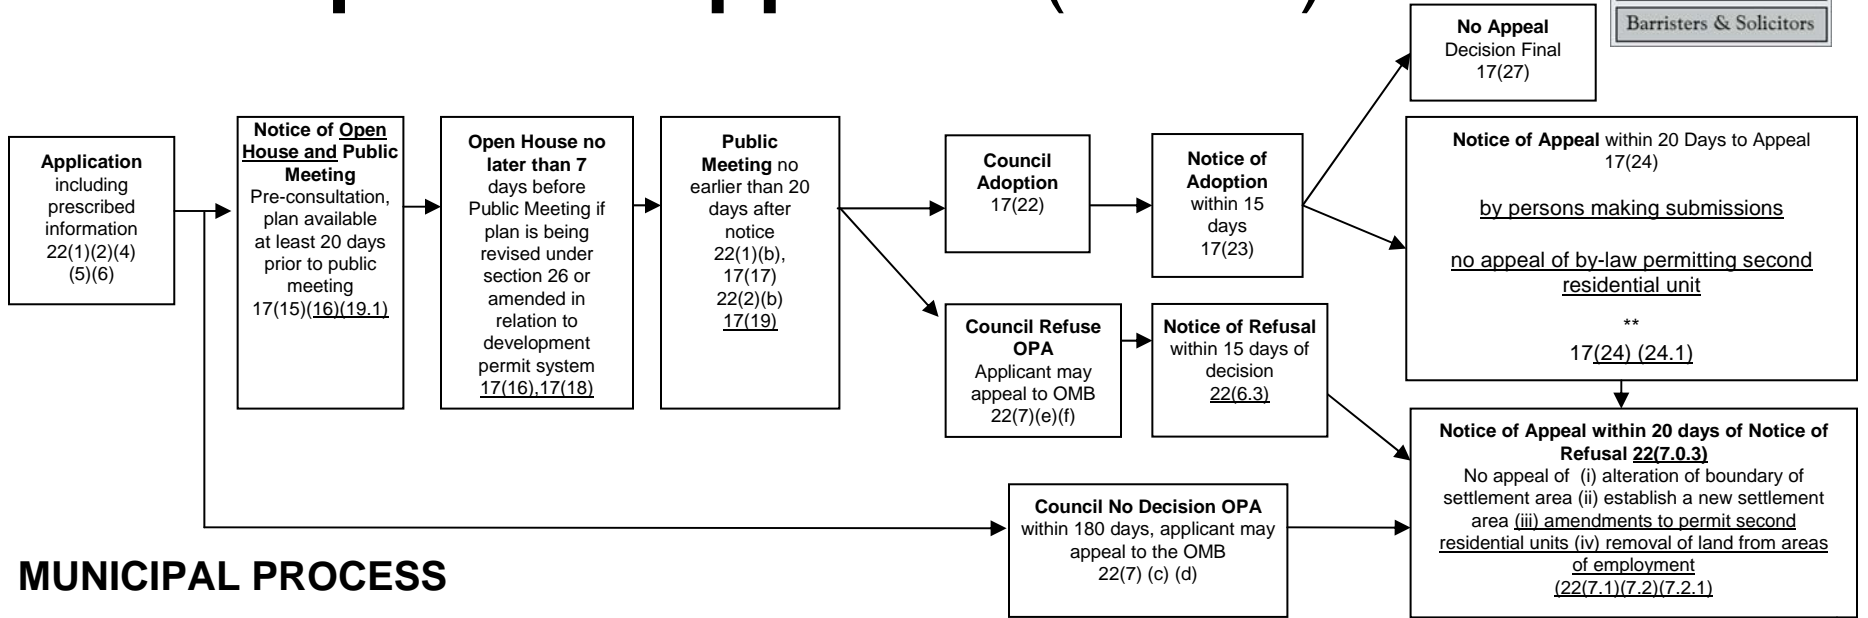 Barristers & Solicitors
No Appeal
Decision Final
17(27)
Application
including
prescribed
information
22(1)(2)(4)
(5)(6)
Notice of Open
House and Public
Meeting
Pre-consultation,
plan available
at least 20 days
prior to public
meeting
17(15)(16)(19.1)
Open House no
later than 7
days before
Public Meeting if
plan is being
revised under
section 26 or
amended in
relation to
development
permit system
17(16),17(18)
Public
Meeting no
earlier than 20
days after
notice
22(1)(b),
17(17)
22(2)(b)
17(19)
Council
Adoption
17(22)
Notice of
Adoption
within 15
days
17(23)
Notice of Appeal within 20 Days to Appeal
17(24)
by persons making submissions
no appeal of by-law permitting second
residential unit
**
17(24) (24.1)
Council Refuse
OPA
Applicant may
appeal to OMB
22(7)(e)(f)
Notice of Refusal
within 15 days of
decision
22(6.3)
Notice of Appeal within 20 days of Notice of
Refusal 22(7.0.3)
No appeal of (i) alteration of boundary of
settlement area (ii) establish a new settlement
area (iii) amendments to permit second
residential units (iv) removal of land from areas
of employment
(22(7.1)(7.2)(7.2.1)
Council No Decision OPA
within 180 days, applicant may
appeal to the OMB
22(7) (c) (d)
MUNICIPAL PROCESS